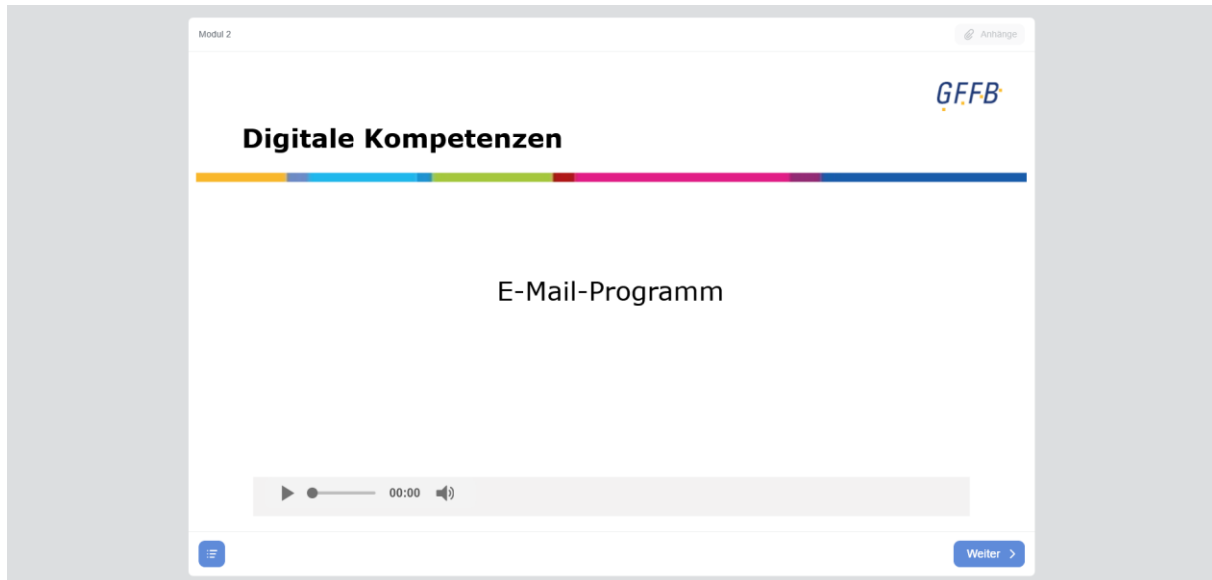 Modul 2
Anhänge
GFFB
Digitale Kompetenzen
E-Mail-Programm
00:00
Weiter